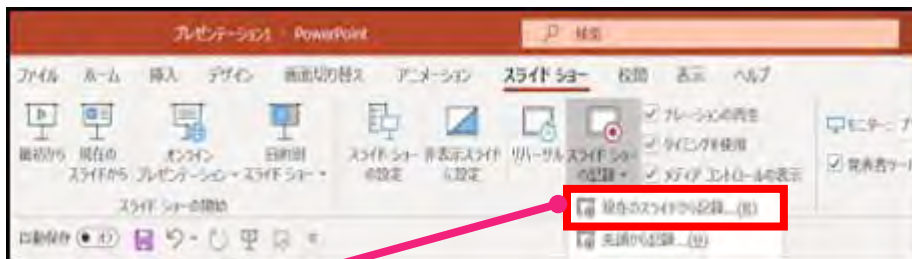 プレゼンテーション1 - PowerPoint
検索
ファイル ホーム 挿入 デザイン 画面切り替え アニメーション スライド ショー 校閲 表示 ヘルプ
最初から
現在の
スライドから
オンライン
プレゼンテーション
目的別
スライド ショー
スライド ショー
の設定
非表示スライド
に設定
リハーサル
スライド ショー
の記録
ナレーションの再生
タイミングを使用
メディア コントロールの表示
モニター
発表者ツール
スライド ショーの開始
現在のスライドから記録...(R)
先頭から記録...
自動保存 オフ